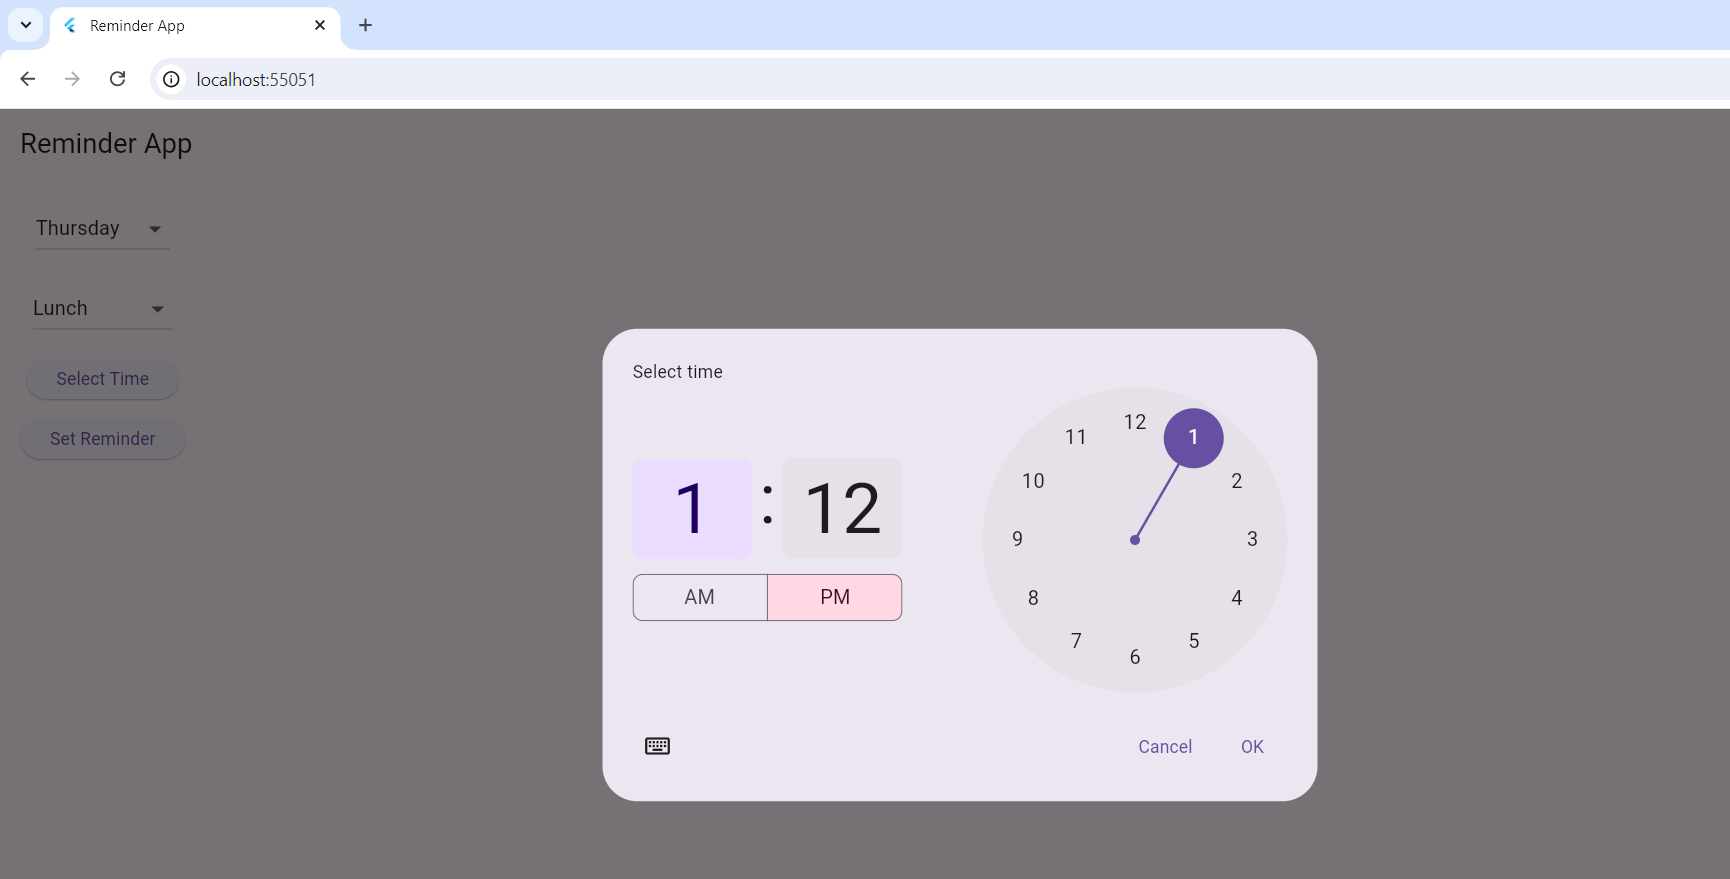 Reminder App
localhost:55051
Reminder App
Thursday
Lunch
Select Time
Set Reminder
Select time
1 : 12
AM PM
12
1
2
3
4
5
6
7
8
9
10
11
Cancel OK